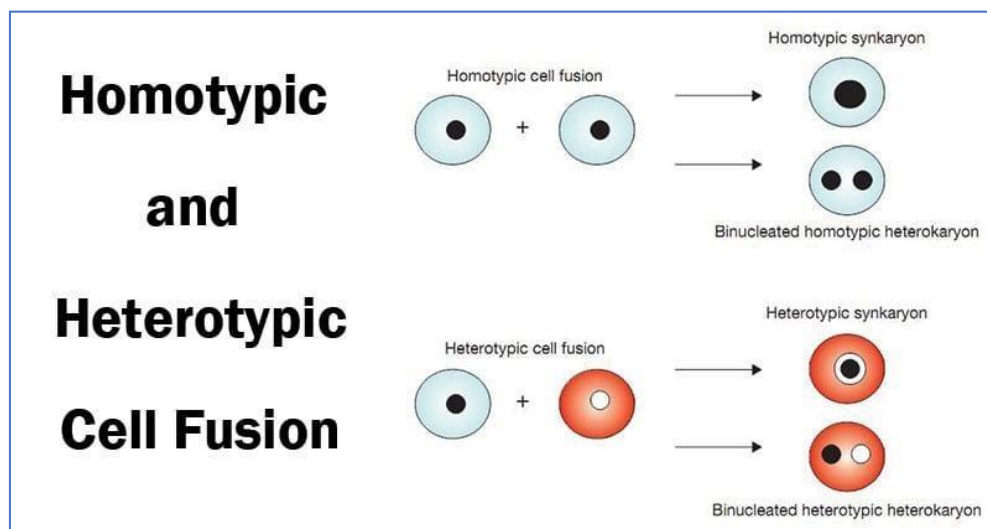 Homotypic
and
Heterotypic
Cell Fusion
Homotypic cell fusion
+
Homotypic synkaryon
Binucleated homotypic heterokaryon
Heterotypic cell fusion
+
Heterotypic synkaryon
Binucleated heterotypic heterokaryon